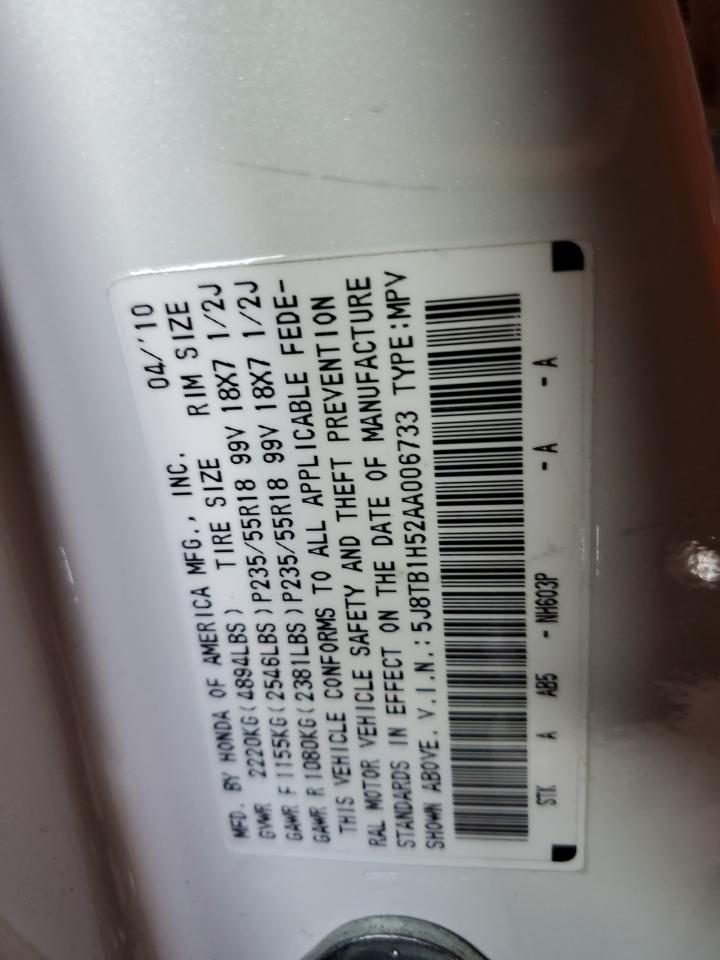 MFD. BY HONDA OF AMERICA MFG., INC. 04/'10
GVWR 2220KG(4894LBS) TIRE SIZE RIM SIZE
GAWR F1155KG(2546LBS)P235/55R18 99V 18X7 1/2J
GAWR R1080KG(2381LBS)P235/55R18 99V 18X7 1/2J
THIS VEHICLE CONFORMS TO ALL APPLICABLE FEDE-
RAL MOTOR VEHICLE SAFETY AND THEFT PREVENTION
STANDARDS IN EFFECT ON THE DATE OF MANUFACTURE
SHOWN ABOVE. V.I.N.:5J8TB1H52AA006733 TYPE:MPV
STK A AB5 - NH603P - A - A